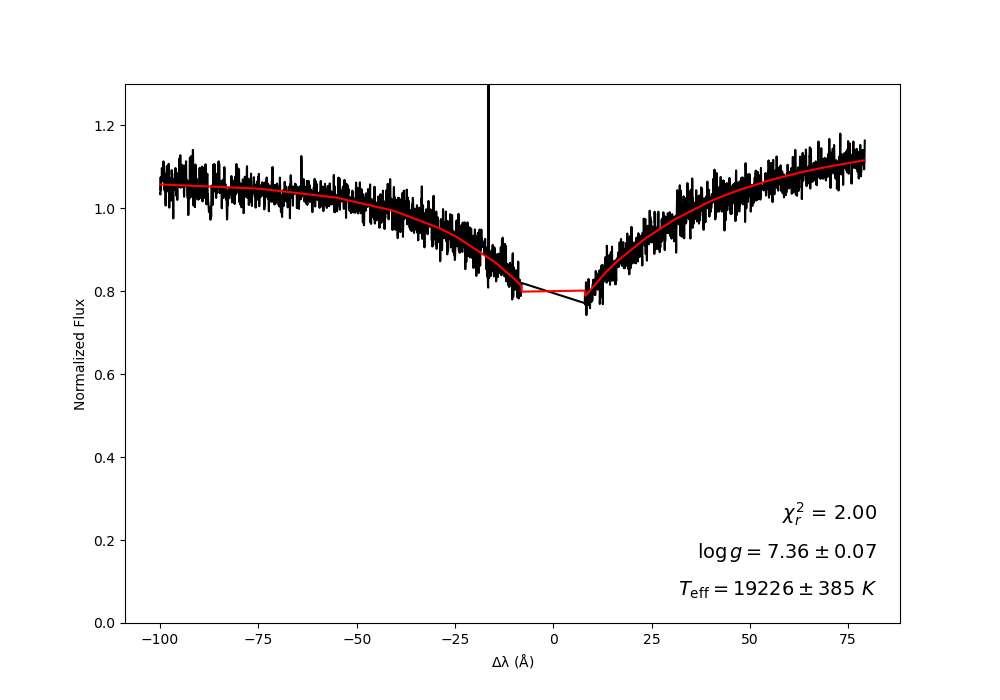 1.2
1.0
0.8
0.6
0.4
0.2
0.0
Normalized Flux
χ²ᵣ = 2.00
log g = 7.36 ± 0.07
T_eff = 19226 ± 385 K
−100 −75 −50 −25 0 25 50 75
Δλ (Å)